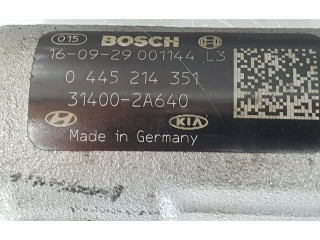 015 BOSCH
16-09-29 001144 L3
0 445 214 351
31400-2A640
KIA
Made in Germany